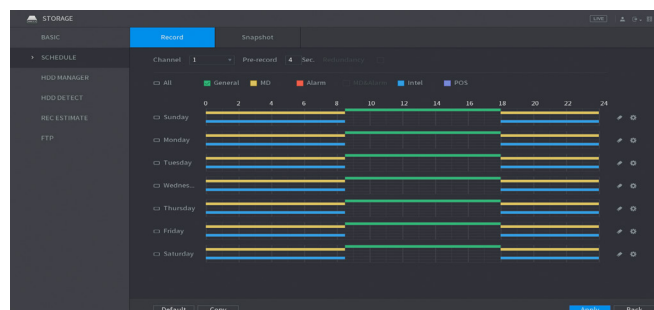 STORAGE
LIVE
BASIC
Record Snapshot
SCHEDULE
Channel 1 Pre-record 4 Sec. Redundancy
HDD MANAGER
All General MD Alarm Intel POS
HDD DETECT
0 2 4 6 8 10 12 14 16 18 20 22 24
REC ESTIMATE
Sunday
FTP
Monday
Tuesday
Wednes...
Thursday
Friday
Saturday
Default Copy Apply Back